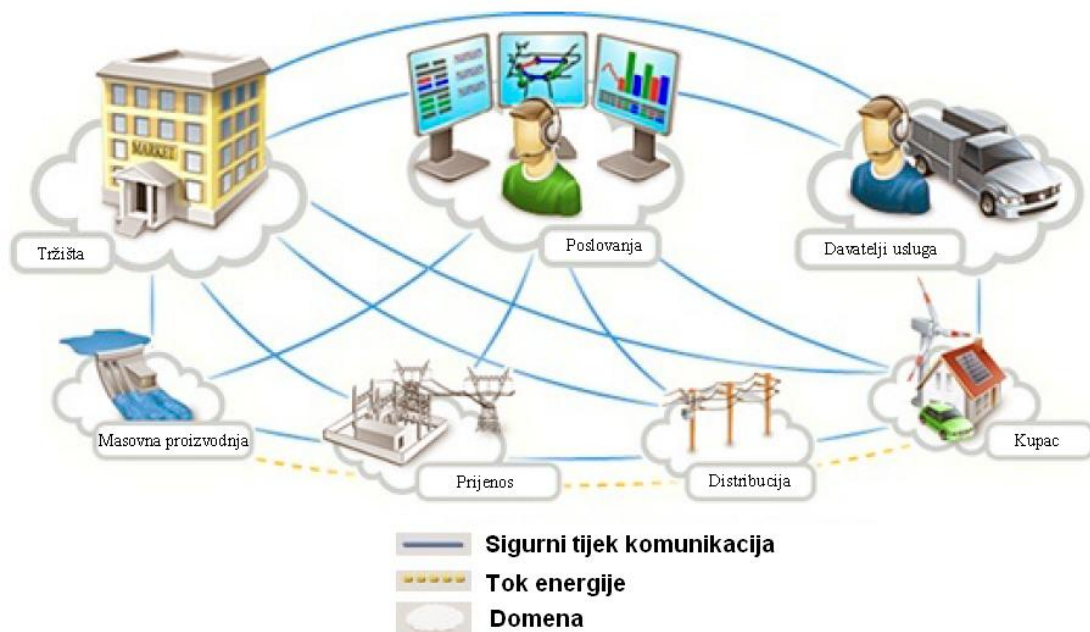 MARKET
Tržišta
Poslovanja
Davatelji usluga
Masovna proizvodnja
Prijenos
Distribucija
Kupac
Sigurni tijek komunikacija
Tok energije
Domena